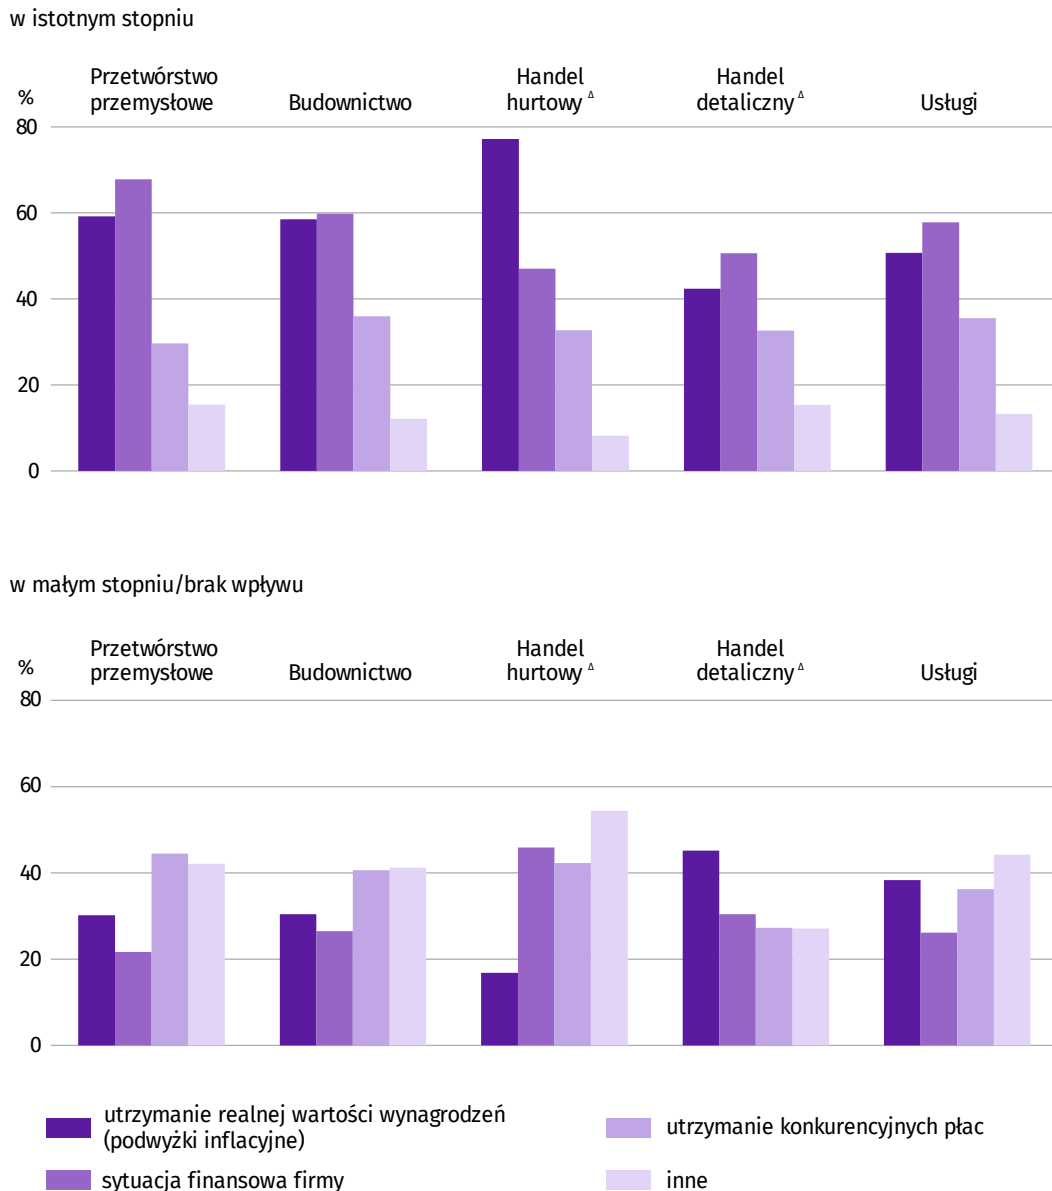 w istotnym stopniu
Przetwórstwo
przemysłowe
Budownictwo
Handel
hurtowy Δ
Handel
detaliczny Δ
Usługi
%
80
60
40
20
0
w małym stopniu/brak wpływu
Przetwórstwo
przemysłowe
Budownictwo
Handel
hurtowy Δ
Handel
detaliczny Δ
Usługi
%
80
60
40
20
0
utrzymanie realnej wartości wynagrodzeń
(podwyżki inflacyjne)
utrzymanie konkurencyjnych płac
sytuacja finansowa firmy
inne